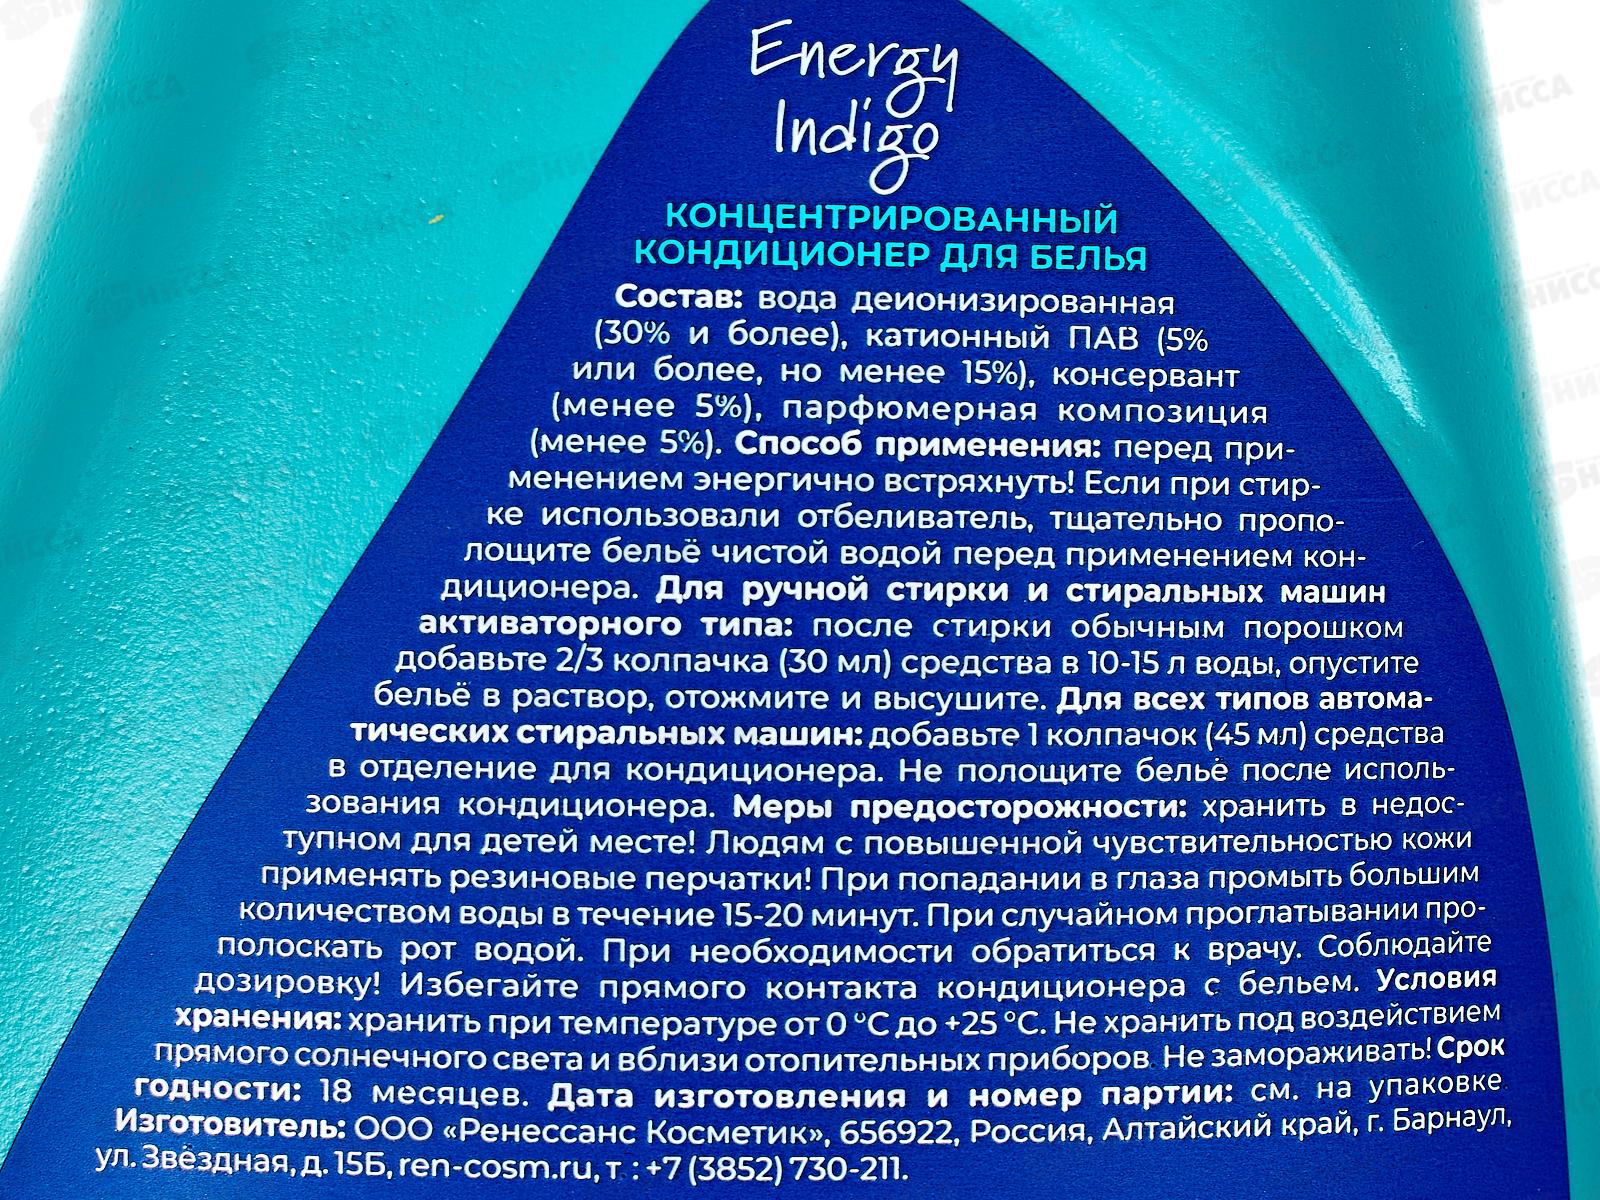 Energy
Indigo
КОНЦЕНТРИРОВАННЫЙ
КОНДИЦИОНЕР ДЛЯ БЕЛЬЯ
Состав: вода деионизированная
(30% и более), катионный ПАВ (5%
или более, но менее 15%), консервант
(менее 5%), парфюмерная композиция
(менее 5%). Способ применения: перед при-
менением энергично встряхнуть! Если при стир-
ке использовали отбеливатель, тщательно пропо-
лощите бельё чистой водой перед применением кон-
диционера. Для ручной стирки и стиральных машин
активаторного типа: после стирки обычным порошком
добавьте 2/3 колпачка (30 мл) средства в 10-15 л воды, опустите
бельё в раствор, отожмите и высушите. Для всех типов автома-
тических стиральных машин: добавьте 1 колпачок (45 мл) средства
в отделение для кондиционера. Не полощите бельё после исполь-
зования кондиционера. Меры предосторожности: хранить в недос-
тупном для детей месте! Людям с повышенной чувствительностью кожи
применять резиновые перчатки! При попадании в глаза промыть большим
количеством воды в течение 15-20 минут. При случайном проглатывании про-
полоскать рот водой. При необходимости обратиться к врачу. Соблюдайте
дозировку! Избегайте прямого контакта кондиционера с бельем. Условия
хранения: хранить при температуре от 0 °С до +25 °С. Не хранить под воздействием
прямого солнечного света и вблизи отопительных приборов. Не замораживать! Срок
годности: 18 месяцев. Дата изготовления и номер партии: см. на упаковке
Изготовитель: ООО «Ренессанс Косметик», 656922, Россия, Алтайский край, г. Барнаул,
ул. Звёздная, д. 15Б, ren-cosm.ru, т : +7 (3852) 730-211.